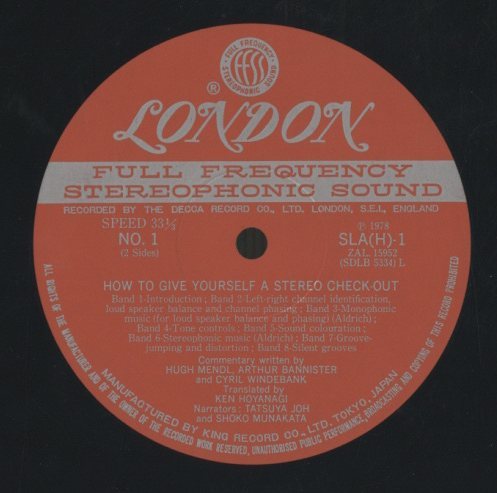 FULL FREQUENCY
ffss
STEREOPHONIC SOUND
®
LONDON
FULL FREQUENCY
STEREOPHONIC SOUND
RECORDED BY THE DECCA RECORD CO., LTD. LONDON, S.E.I., ENGLAND
SPEED 33⅓
℗ 1978
NO. 1
SLA(H)-1
(2 Sides)
ZAL. 15952
(SDLB 5334) L
HOW TO GIVE YOURSELF A STEREO CHECK-OUT
Band 1-Introduction; Band 2-Left-right channel identification,
loud speaker balance and channel phasing; Band 3-Monophonic
music (for loud speaker balance and phasing) (Aldrich);
Band 4-Tone controls; Band 5-Sound colouration;
Band 6-Stereophonic music (Aldrich); Band 7-Groove-
jumping and distortion; Band 8-Silent grooves
Commentary written by
HUGH MENDL, ARTHUR BANNISTER
and CYRIL WINDEBANK
Translated by
KEN HOYANAGI
Narrators: TATSUYA JOH
and SHOKO MUNAKATA
MANUFACTURED BY KING RECORD CO., LTD. TOKYO, JAPAN
ALL RIGHTS OF THE MANUFACTURER AND OF THE OWNER OF THE RECORDED WORK RESERVED, UNAUTHORISED PUBLIC PERFORMANCE, BROADCASTING AND COPYING OF THIS RECORD PROHIBITED